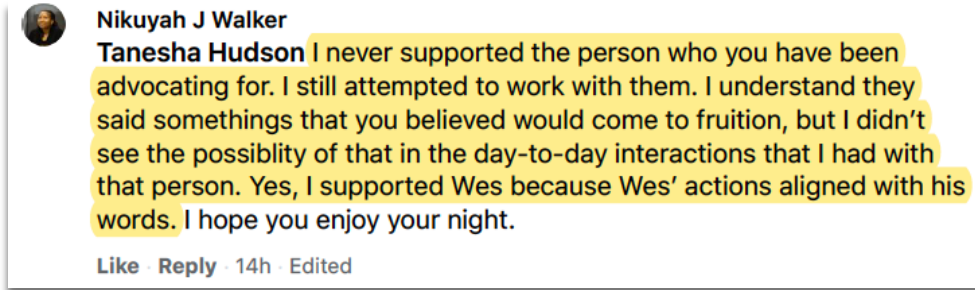 Nikuyah J Walker
Tanesha Hudson I never supported the person who you have been
advocating for. I still attempted to work with them. I understand they
said somethings that you believed would come to fruition, but I didn’t
see the possiblity of that in the day-to-day interactions that I had with
that person. Yes, I supported Wes because Wes’ actions aligned with his
words. I hope you enjoy your night.
Like · Reply · 14h · Edited